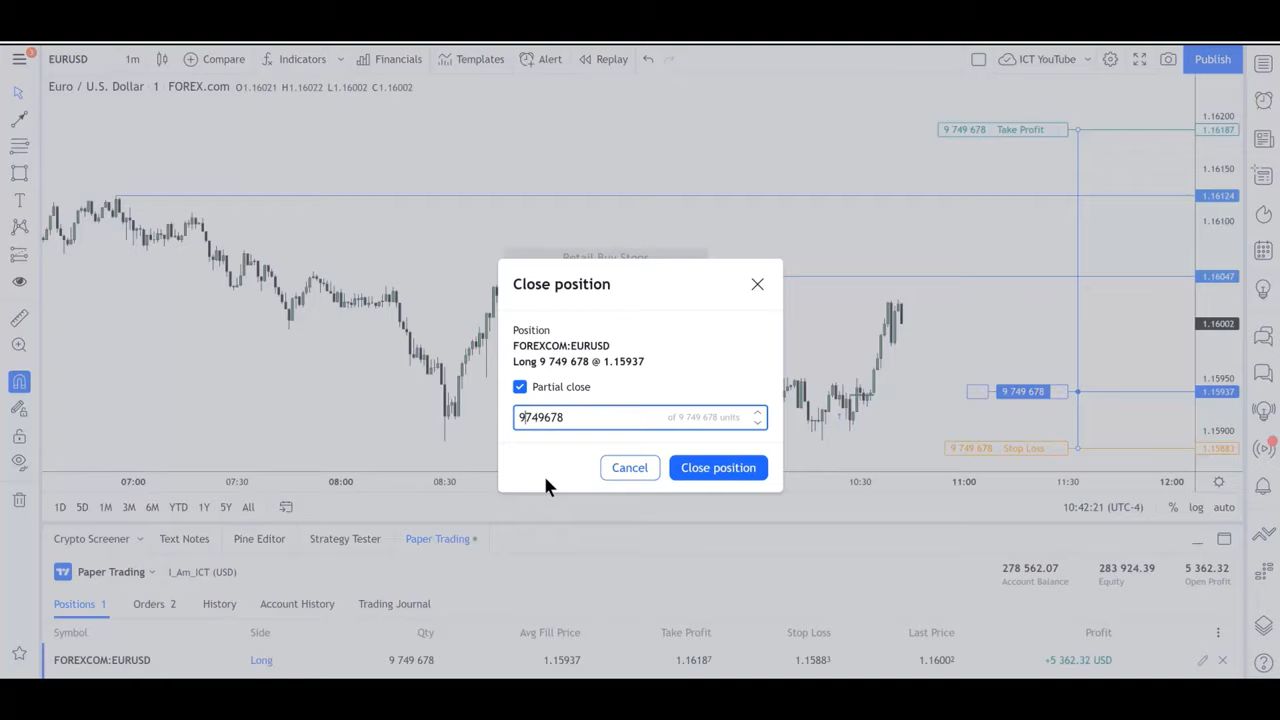 3
EURUSD 1m Compare Indicators Financials Templates Alert Replay ICT YouTube Publish
Euro / U.S. Dollar 1 FOREX.com O1.16021 H1.16022 L1.16002 C1.16002
1.16200
9 749 678 Take Profit 1.16187
1.16150
1.16124
1.16100
Retail Buy Stops
1.16047
1.16002
1.15950
9 749 678 1.15937
1.15900
9 749 678 Stop Loss 1.15883
Close position
Position
FOREXCOM:EURUSD
Long 9 749 678 @ 1.15937
Partial close
9749678 of 9 749 678 units
Cancel Close position
07:00 07:30 08:00 08:30 10:30 11:00 11:30 12:00
1D 5D 1M 3M 6M YTD 1Y 5Y All 10:42:21 (UTC-4) % log auto
Crypto Screener Text Notes Pine Editor Strategy Tester Paper Trading
Paper Trading I_Am_ICT (USD)
278 562.07 283 924.39 5 362.32
Account Balance Equity Open Profit
Positions 1 Orders 2 History Account History Trading Journal
Symbol Side Qty Avg Fill Price Take Profit Stop Loss Last Price Profit
FOREXCOM:EURUSD Long 9 749 678 1.15937 1.1618⁷ 1.1588³ 1.1600² +5 362.32 USD